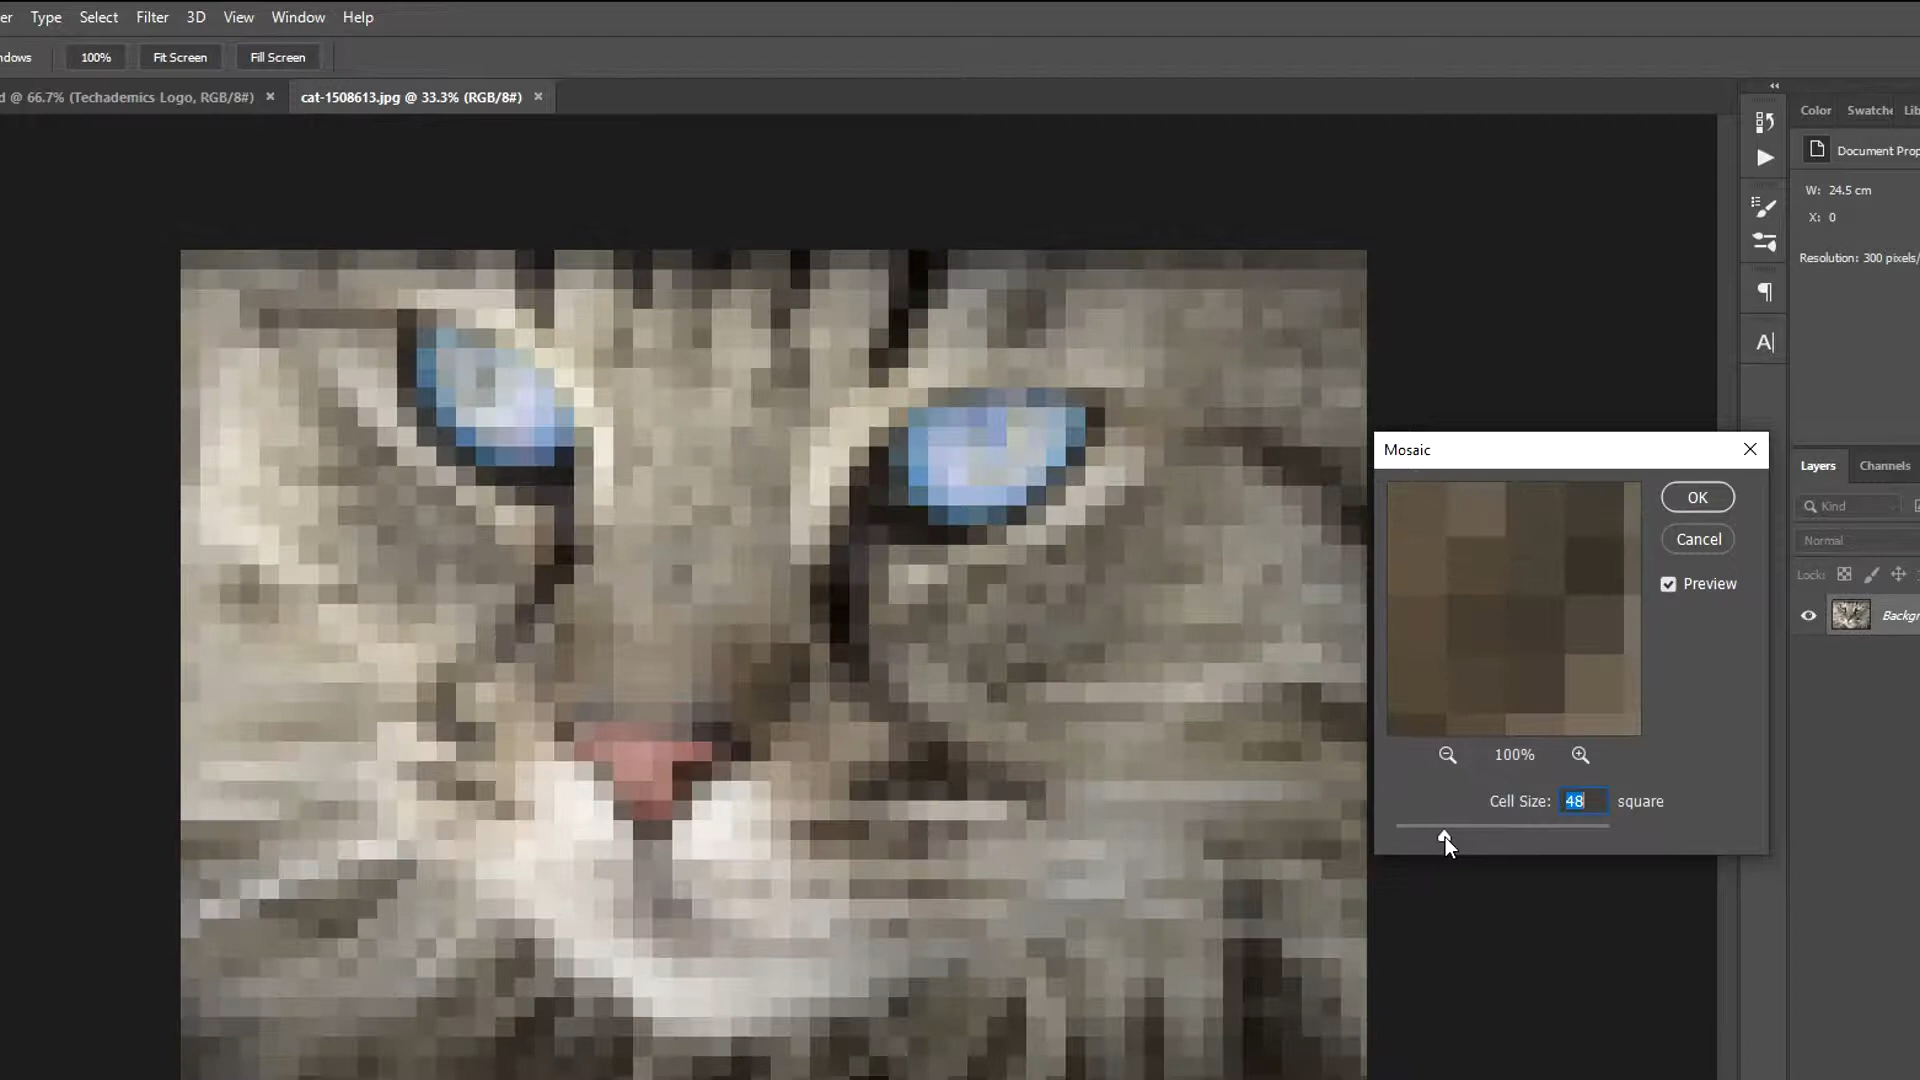 er Type Select Filter 3D View Window Help
ndows 100% Fit Screen Fill Screen
d @ 66.7% (Techademics Logo, RGB/8#) × cat-1508613.jpg @ 33.3% (RGB/8#) ×
Color Swatche Lib
Document Prop
W: 24.5 cm
X: 0
Resolution: 300 pixels/
Mosaic
OK
Cancel
Preview
100%
Cell Size: 48 square
Layers Channels
Kind
Normal
Lock:
Backgr